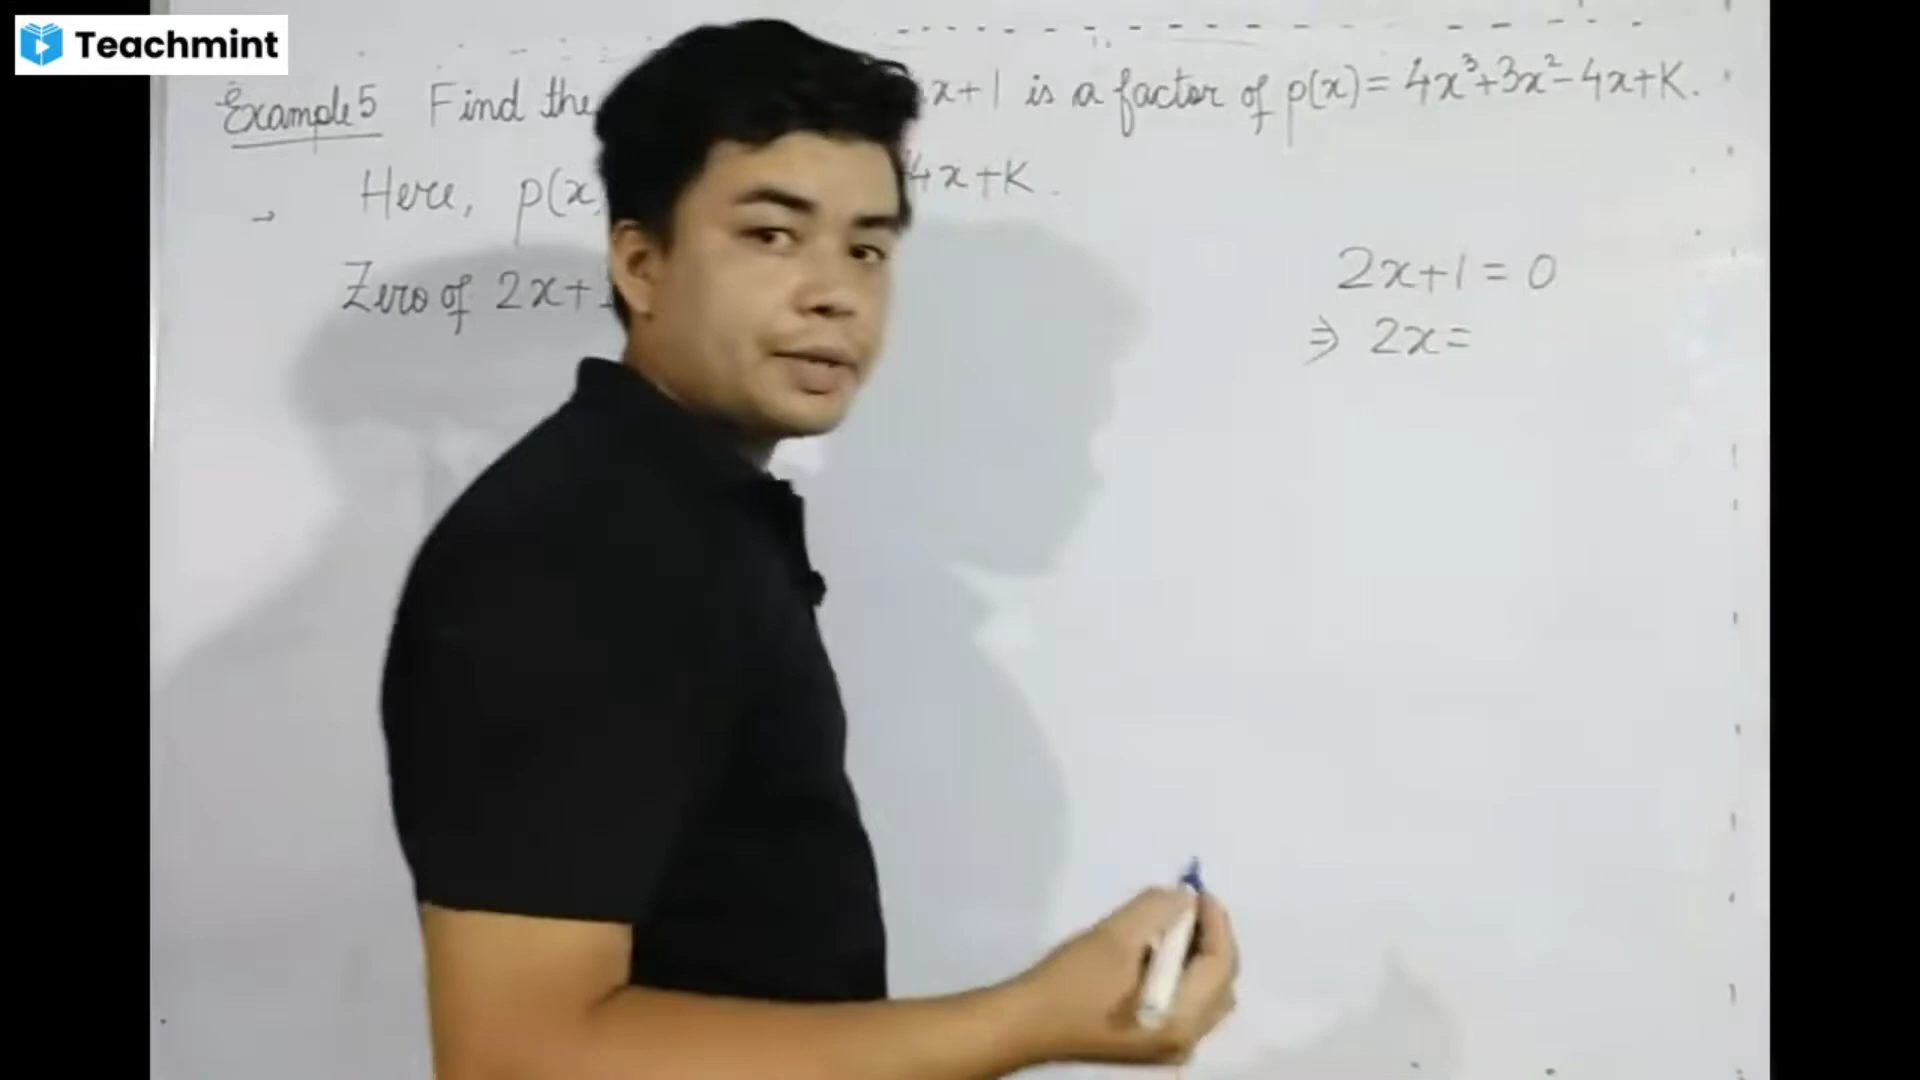 Teachmint
Example 5 Find the x+1 is a factor of p(x)= 4x³+3x²-4x+K.
→ Here, p(x 4x+K.
Zero of 2x+1
2x+1 = 0
⇒ 2x=